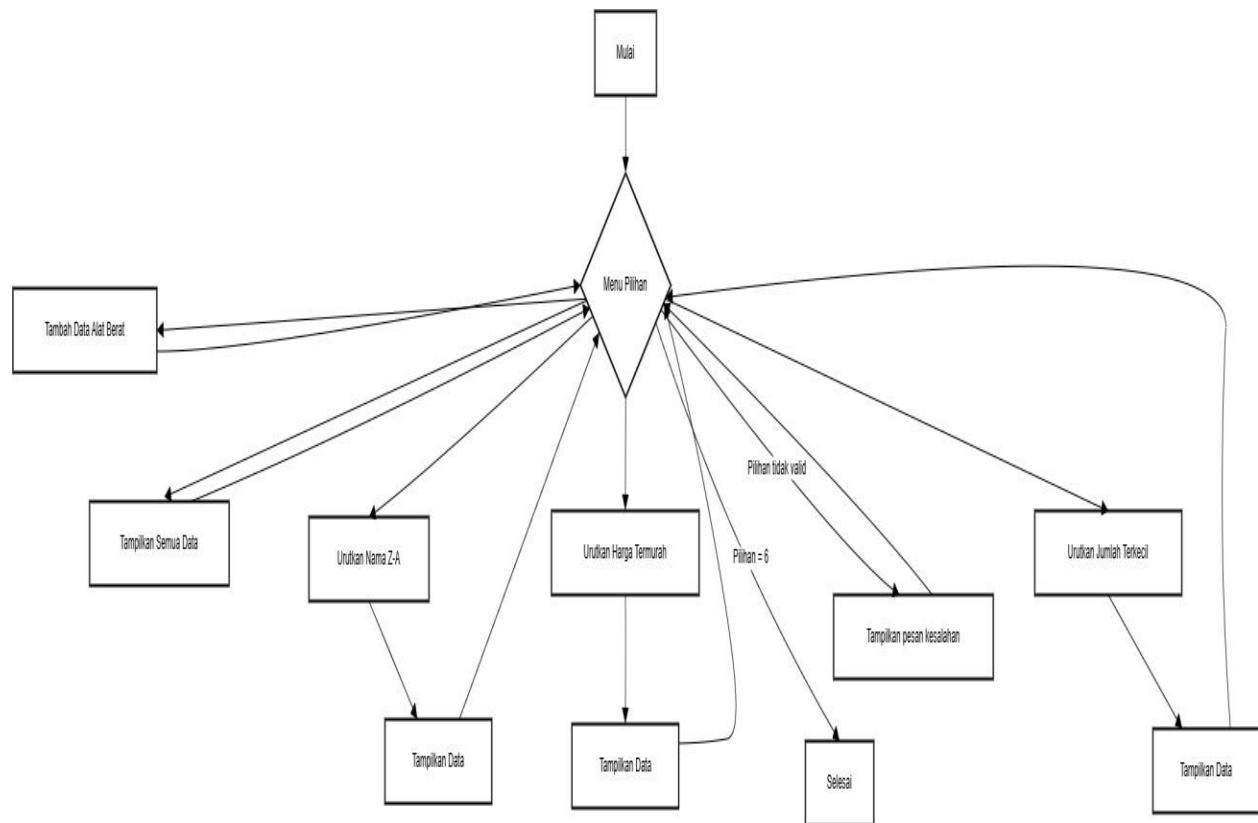 Mulai
Menu Pilihan
Tambah Data Alat Berat
Pilihan tidak valid
Tampilkan Semua Data
Urutkan Nama Z-A
Urutkan Harga Termurah
Pilihan = 6
Urutkan Jumlah Terkecil
Tampilkan pesan kesalahan
Tampilkan Data
Tampilkan Data
Selesai
Tampilkan Data